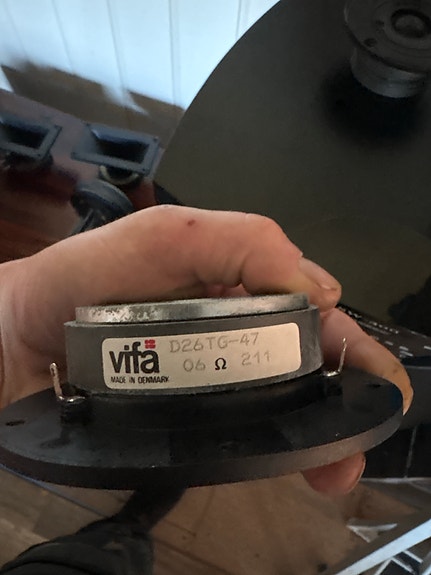 vifa D26TG-47
06 Ω 211
MADE IN DENMARK